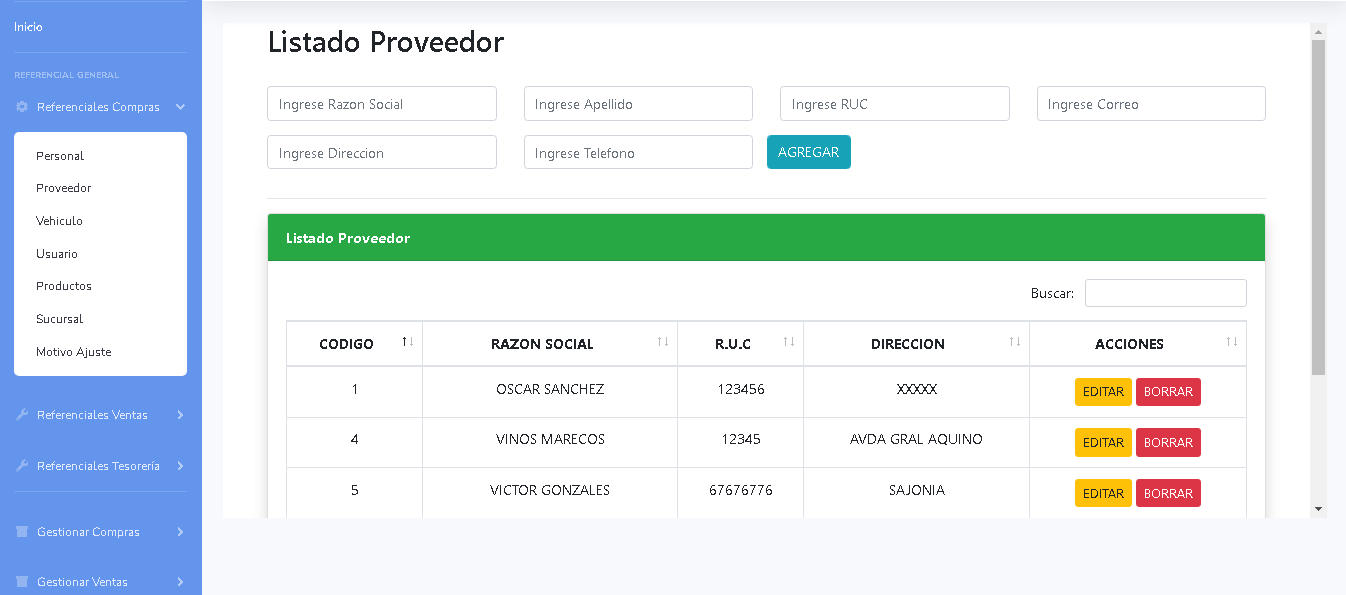 Inicio
REFERENCIAL GENERAL
Referenciales Compras
Personal
Proveedor
Vehiculo
Usuario
Productos
Sucursal
Motivo Ajuste
Referenciales Ventas
Referenciales Tesorería
Gestionar Compras
Gestionar Ventas
Listado Proveedor
Ingrese Razon Social Ingrese Apellido Ingrese RUC Ingrese Correo
Ingrese Direccion Ingrese Telefono AGREGAR
Listado Proveedor
Buscar:
CODIGO RAZON SOCIAL R.U.C DIRECCION ACCIONES
1 OSCAR SANCHEZ 123456 XXXXX EDITAR BORRAR
4 VINOS MARECOS 12345 AVDA GRAL AQUINO EDITAR BORRAR
5 VICTOR GONZALES 67676776 SAJONIA EDITAR BORRAR